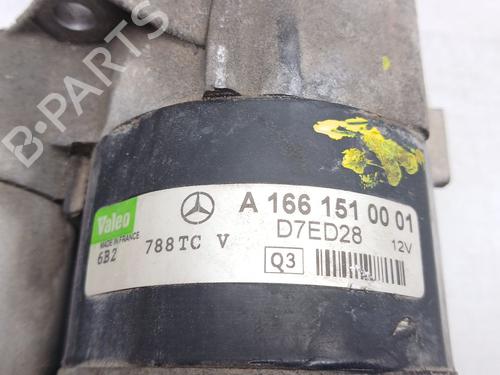 B-PARTS
Valeo
MADE IN FRANCE
6B2
788TC V
A 166 151 00 01
D7ED28
12V
Q3